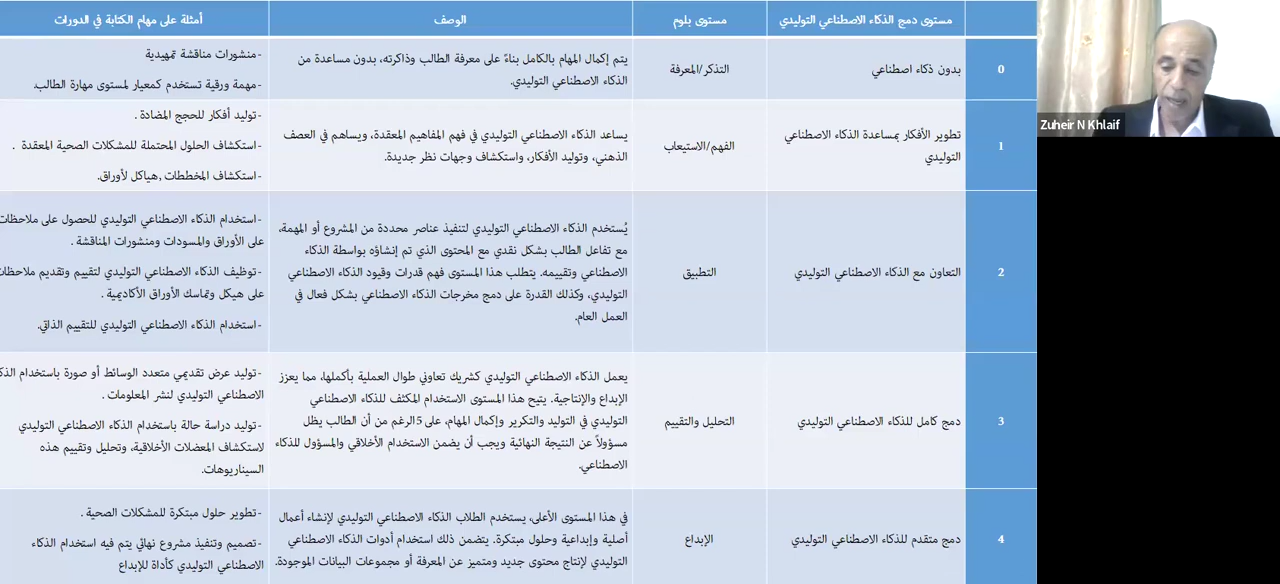 مستوى دمج الذكاء الاصطناعي التوليدي
مستوى بلوم
الوصف
أمثلة على مهام الكتابة في الدورات
0
بدون ذكاء اصطناعي
التذكر/المعرفة
يتم إكمال المهام بالكامل بناءً على معرفة الطالب وذاكرته، بدون مساعدة من
الذكاء الاصطناعي التوليدي.
-منشورات مناقشة تمهيدية
-مهمة ورقية تستخدم كمعيار لمستوى مهارة الطالب.
1
تطوير الأفكار بمساعدة الذكاء الاصطناعي
التوليدي
الفهم/الاستيعاب
يساعد الذكاء الاصطناعي التوليدي في فهم المفاهيم المعقدة، ويساهم في العصف
الذهني، وتوليد الأفكار، واستكشاف وجهات نظر جديدة.
-توليد أفكار للحجج المضادة .
-استكشاف الحلول المحتملة للمشكلات الصحية المعقدة .
-استكشاف المخططات ,هياكل لأوراق.
2
التعاون مع الذكاء الاصطناعي التوليدي
التطبيق
يُستخدم الذكاء الاصطناعي التوليدي لتنفيذ عناصر محددة من المشروع أو المهمة،
مع تفاعل الطالب بشكل نقدي مع المحتوى الذي تم إنشاؤه بواسطة الذكاء
الاصطناعي وتقييمه. يتطلب هذا المستوى فهم قدرات وقيود الذكاء الاصطناعي
التوليدي، وكذلك القدرة على دمج مخرجات الذكاء الاصطناعي بشكل فعال في
العمل العام.
-استخدام الذكاء الاصطناعي التوليدي للحصول على ملاحظات
على الأوراق والمسودات ومنشورات المناقشة .
-توظيف الذكاء الاصطناعي التوليدي لتقييم وتقديم ملاحظات
على هيكل وتماسك الأوراق الأكاديمية .
-استخدام الذكاء الاصطناعي التوليدي للتقييم الذاتي.
3
دمج كامل للذكاء الاصطناعي التوليدي
التحليل والتقييم
يعمل الذكاء الاصطناعي التوليدي كشريك تعاوني طوال العملية بأكملها، مما يعزز
الإبداع والإنتاجية. يتيح هذا المستوى الاستخدام المكثف للذكاء الاصطناعي
التوليدي في التوليد والتكرير وإكمال المهام، على 5الرغم من أن الطالب يظل
مسؤولاً عن النتيجة النهائية ويجب أن يضمن الاستخدام الأخلاقي والمسؤول للذكاء
الاصطناعي.
-توليد عرض تقديمي متعدد الوسائط أو صورة باستخدام الذك
الاصطناعي التوليدي لنشر المعلومات .
-توليد دراسة حالة باستخدام الذكاء الاصطناعي التوليدي
لاستكشاف المعضلات الأخلاقية، وتحليل وتقييم هذه
السيناريوهات.
4
دمج متقدم للذكاء الاصطناعي التوليدي
الإبداع
في هذا المستوى الأعلى، يستخدم الطلاب الذكاء الاصطناعي التوليدي لإنشاء أعمال
أصلية وإبداعية وحلول مبتكرة. يتضمن ذلك استخدام أدوات الذكاء الاصطناعي
التوليدي لإنتاج محتوى جديد ومتميز عن المعرفة أو مجموعات البيانات الموجودة.
-تطوير حلول مبتكرة للمشكلات الصحية .
-تصميم وتنفيذ مشروع نهائي يتم فيه استخدام الذكاء
الاصطناعي التوليدي كأداة للإبداع
Zuheir N Khlaif